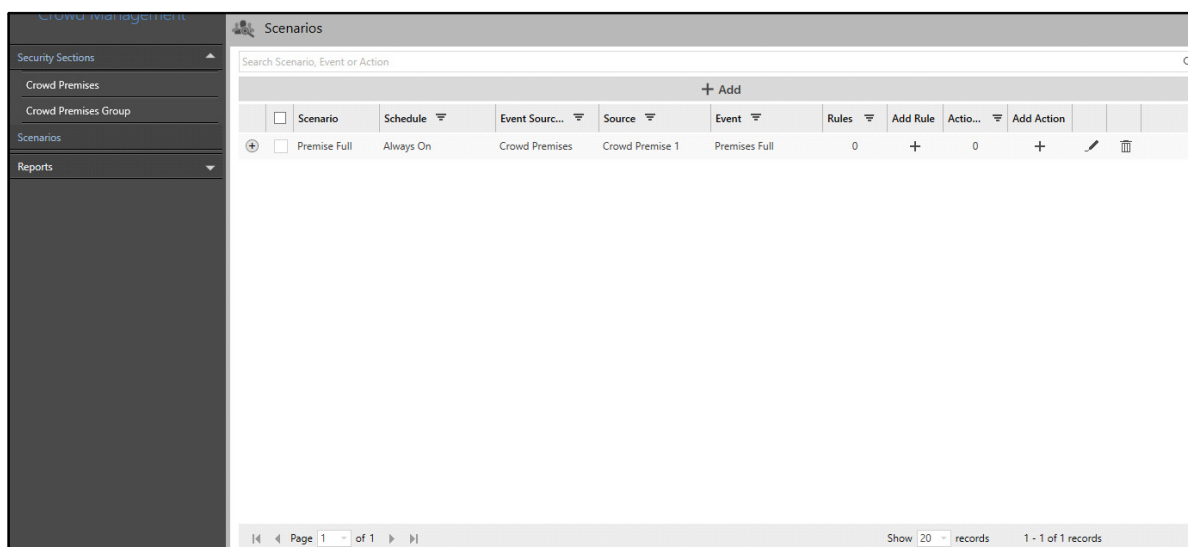 Crowd Management
Scenarios
Security Sections
Search Scenario, Event or Action
Crowd Premises
+ Add
Crowd Premises Group
Scenario Schedule Event Sourc... Source Event Rules Add Rule Actio... Add Action
Scenarios
Premise Full Always On Crowd Premises Crowd Premise 1 Premises Full 0 + 0 +
Reports
Page 1 of 1 Show 20 records 1 - 1 of 1 records